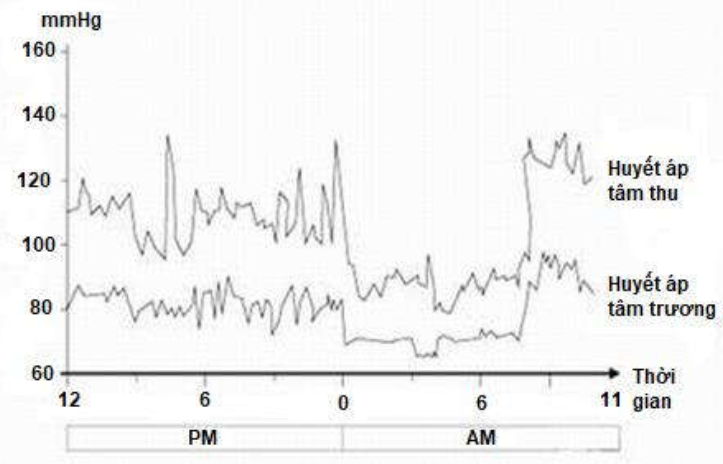 mmHg
160
140
120
100
80
60
Huyết áp
tâm thu
Huyết áp
tâm trương
Thời
gian
12 6 0 6 11
PM AM